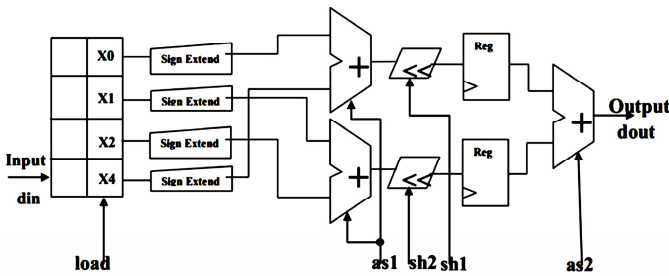 X0
Sign Extend
X1
Sign Extend
X2
Sign Extend
X4
Sign Extend
Input
din
load
+
<<
Reg
+
<<
Reg
+
Output
dout
as1
sh2
sh1
as2